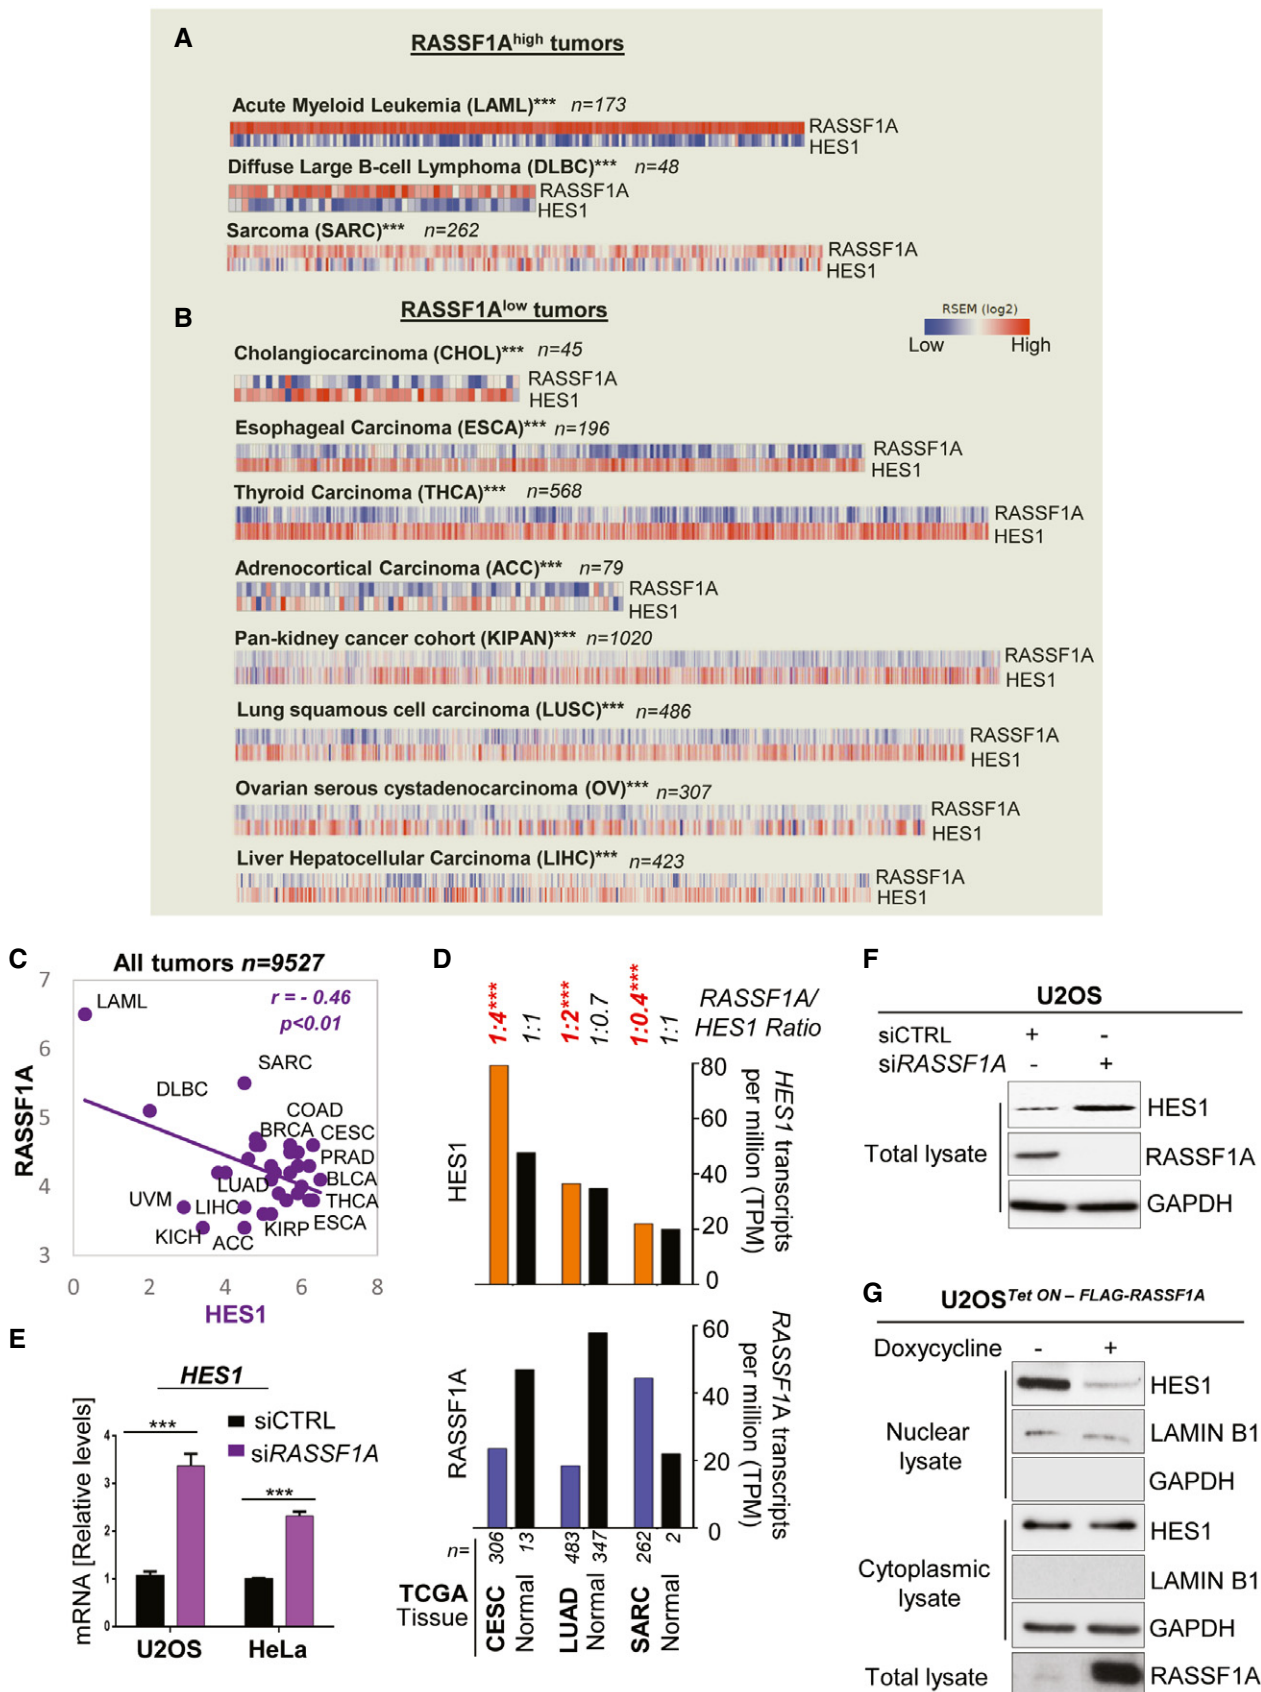 A
RASSF1Ahigh tumors
Acute Myeloid Leukemia (LAML)*** n=173
RASSF1A
HES1
Diffuse Large B-cell Lymphoma (DLBC)*** n=48
RASSF1A
HES1
Sarcoma (SARC)*** n=262
RASSF1A
HES1
B
RASSF1Alow tumors
RSEM (log2)
Low High
Cholangiocarcinoma (CHOL)*** n=45
RASSF1A
HES1
Esophageal Carcinoma (ESCA)*** n=196
RASSF1A
HES1
Thyroid Carcinoma (THCA)*** n=568
RASSF1A
HES1
Adrenocortical Carcinoma (ACC)*** n=79
RASSF1A
HES1
Pan-kidney cancer cohort (KIPAN)*** n=1020
RASSF1A
HES1
Lung squamous cell carcinoma (LUSC)*** n=486
RASSF1A
HES1
Ovarian serous cystadenocarcinoma (OV)*** n=307
RASSF1A
HES1
Liver Hepatocellular Carcinoma (LIHC)*** n=423
RASSF1A
HES1
C
All tumors n=9527
r = - 0.46
p<0.01
RASSF1A
7
6
5
4
3
LAML
SARC
DLBC
COAD
BRCA CESC
PRAD
LUAD BLCA
UVM LIHC THCA
KICH ACC KIRP ESCA
0 2 4 6 8
HES1
D
1:4*** 1:1 1:2*** 1:0.7 1:0.4*** 1:1
RASSF1A/
HES1 Ratio
HES1
80
60
40
20
0
HES1 transcripts
per million (TPM)
RASSF1A
60
40
20
0
RASSF1A transcripts
per million (TPM)
n= 306 13 483 347 262 2
TCGA
Tissue
CESC Normal LUAD Normal SARC Normal
E
HES1
siCTRL
siRASSF1A
mRNA [Relative levels]
4
3
2
1
0
***
***
U2OS HeLa
F
U2OS
siCTRL + -
siRASSF1A - +
Total lysate
HES1
RASSF1A
GAPDH
G
U2OSTet ON – FLAG-RASSF1A
Doxycycline - +
Nuclear
lysate
HES1
LAMIN B1
GAPDH
Cytoplasmic
lysate
HES1
LAMIN B1
GAPDH
Total lysate RASSF1A